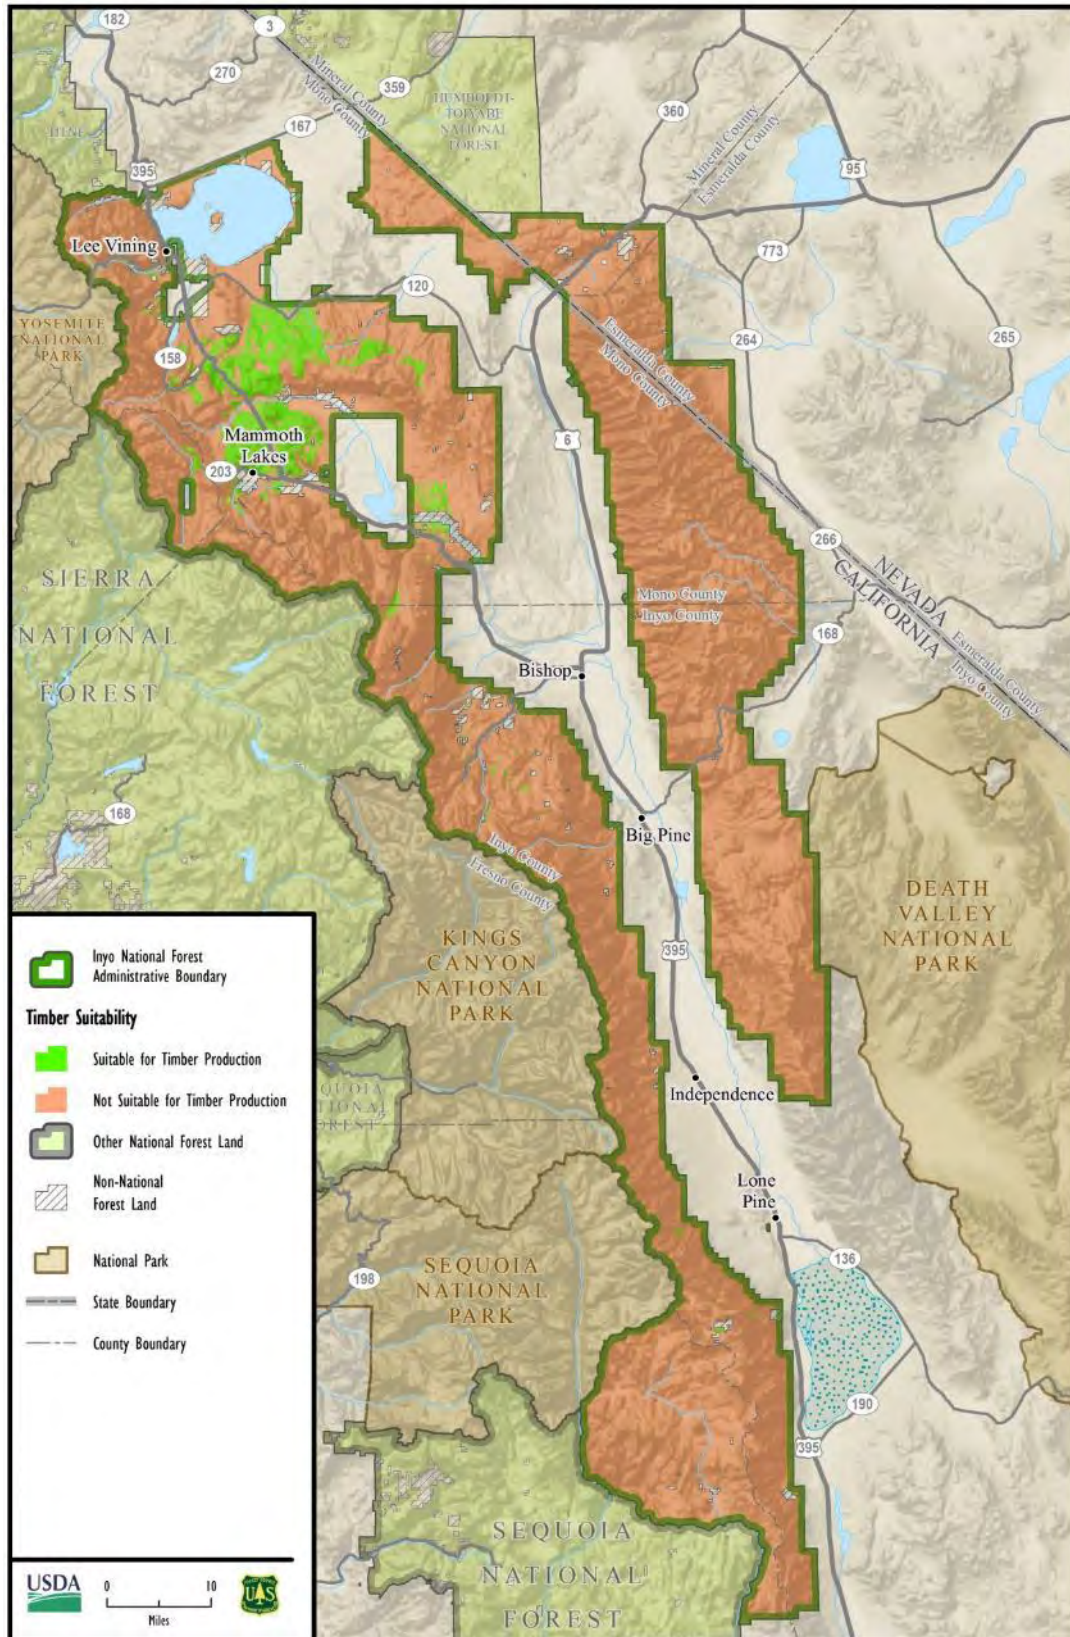 182
3
270
359
Mineral County
Mono County
HUMBOLDT-
TOIYABE
NATIONAL
FOREST
360
Mineral County
Esmeralda County
167
95
395
Lee Vining
773
120
YOSEMITE
NATIONAL
PARK
158
264
265
Esmeralda County
Mono County
6
Mammoth
Lakes
203
266
NEVADA
CALIFORNIA
SIERRA
NATIONAL
FOREST
Mono County
Inyo County
168
Esmeralda County
Inyo County
Bishop
168
Big Pine
Inyo County
Fresno County
DEATH
VALLEY
NATIONAL
PARK
KINGS
CANYON
NATIONAL
PARK
395
Independence
Lone
Pine
136
SEQUOIA
NATIONAL
PARK
198
190
395
SEQUOIA
NATIONAL
FOREST
Inyo National Forest
Administrative Boundary
Timber Suitability
Suitable for Timber Production
Not Suitable for Timber Production
Other National Forest Land
Non-National
Forest Land
National Park
State Boundary
County Boundary
USDA
0 10
Miles
UAS